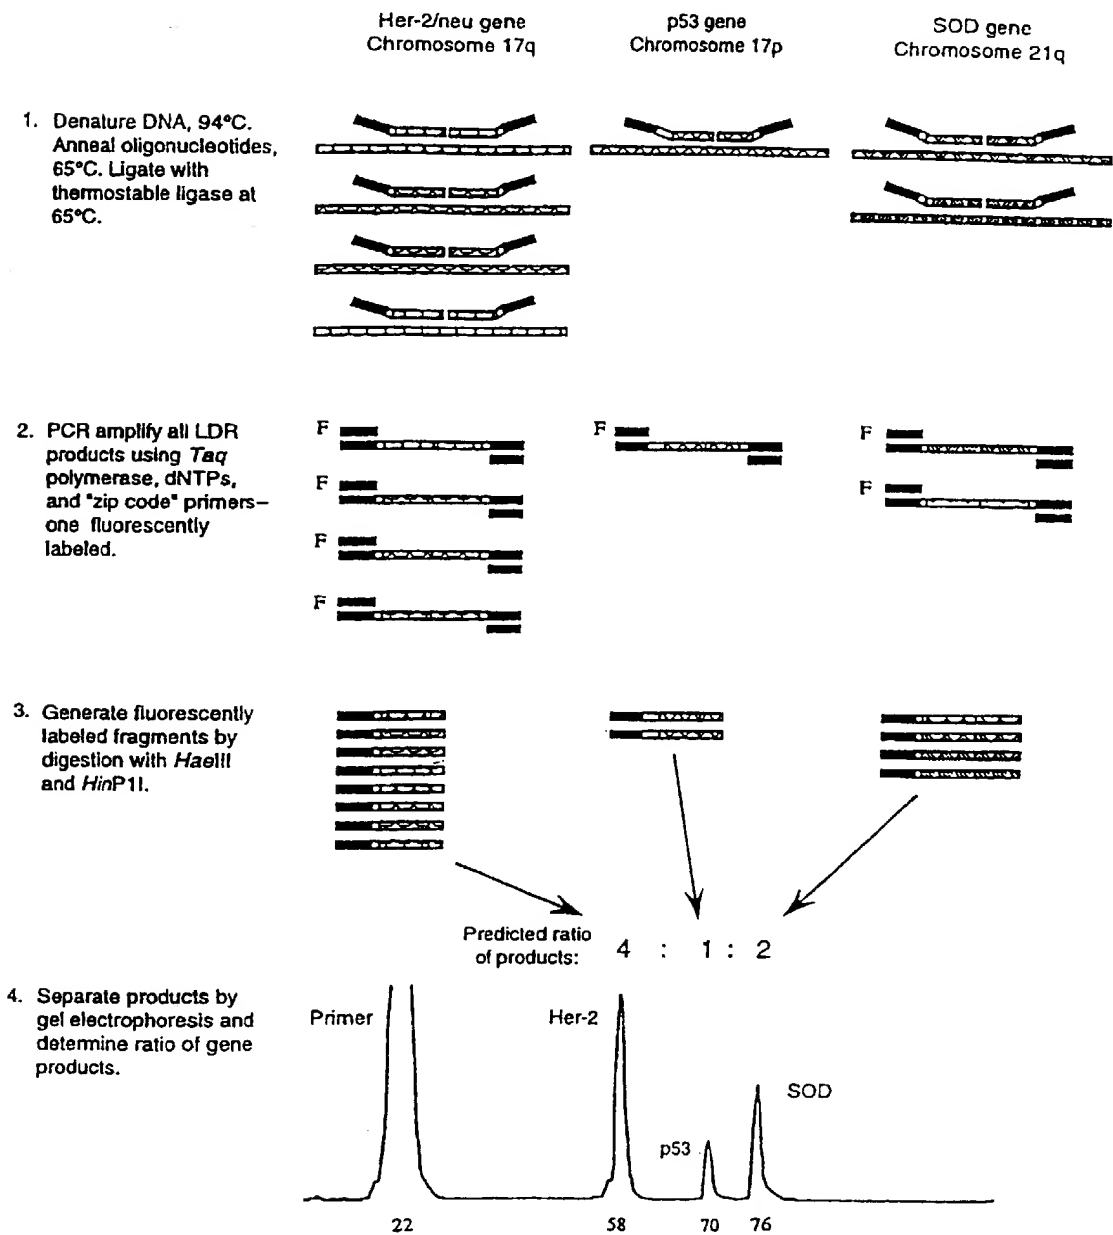 Her-2/neu gene
Chromosome 17q
p53 gene
Chromosome 17p
SOD gene
Chromosome 21q
1. Denature DNA, 94°C.
Anneal oligonucleotides,
65°C. Ligate with
thermostable ligase at
65°C.
2. PCR amplify all LDR
products using Taq
polymerase, dNTPs,
and "zip code" primers–
one fluorescently
labeled.
F
F
F
F
F
F
F
3. Generate fluorescently
labeled fragments by
digestion with HaeIII
and HinP1I.
Predicted ratio
of products:
4 : 1 : 2
4. Separate products by
gel electrophoresis and
determine ratio of gene
products.
Primer
Her-2
p53
SOD
22
58
70
76